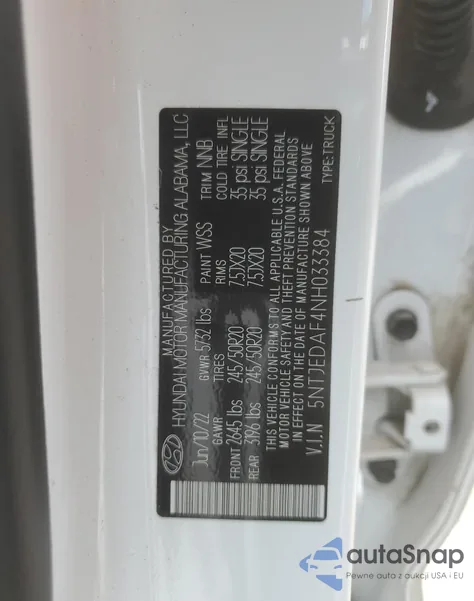 MANUFACTURED BY
HYUNDAI MOTOR MANUFACTURING ALABAMA, LLC
Jun/10/22 GVWR 5732 lbs PAINT WSS TRIM NNB
GAWR TIRES RIMS COLD TIRE INFL
FRONT 2645 lbs 245/50R20 7.5JX20 35 psi SINGLE
REAR 3196 lbs 245/50R20 7.5JX20 35 psi SINGLE
THIS VEHICLE CONFORMS TO ALL APPLICABLE U.S.A. FEDERAL
MOTOR VEHICLE SAFETY AND THEFT PREVENTION STANDARDS
IN EFFECT ON THE DATE OF MANUFACTURE SHOWN ABOVE
V.I.N 5NTJEDAF4NH033384 TYPE:TRUCK
autaSnap
Pewne auta z aukcji USA i EU